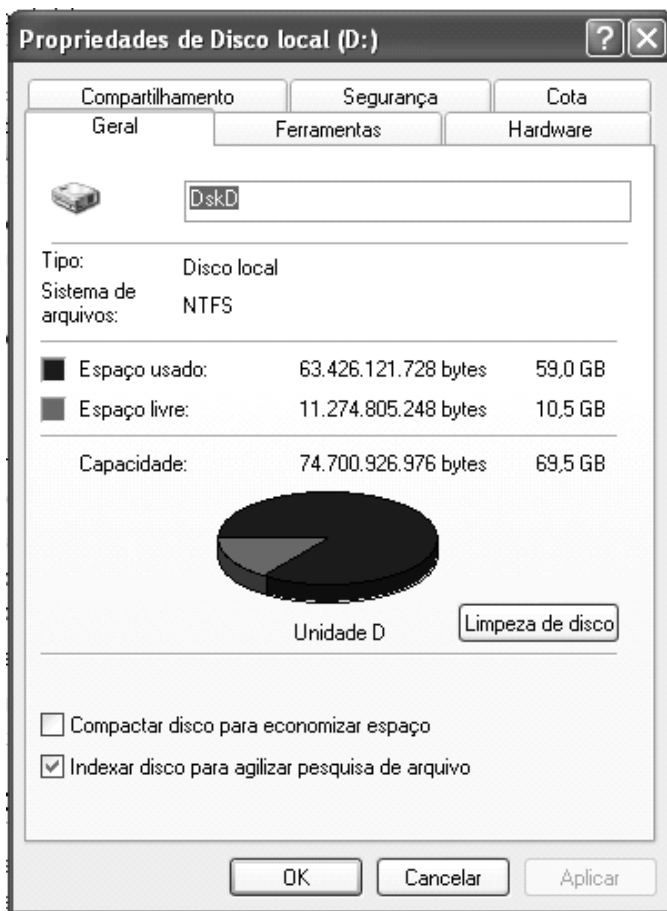 Propriedades de Disco local (D:)
Compartilhamento Segurança Cota
Geral Ferramentas Hardware
DskD
Tipo: Disco local
Sistema de arquivos: NTFS
Espaço usado: 63.426.121.728 bytes 59,0 GB
Espaço livre: 11.274.805.248 bytes 10,5 GB
Capacidade: 74.700.926.976 bytes 69,5 GB
Unidade D
Limpeza de disco
Compactar disco para economizar espaço
Indexar disco para agilizar pesquisa de arquivo
OK Cancelar Aplicar